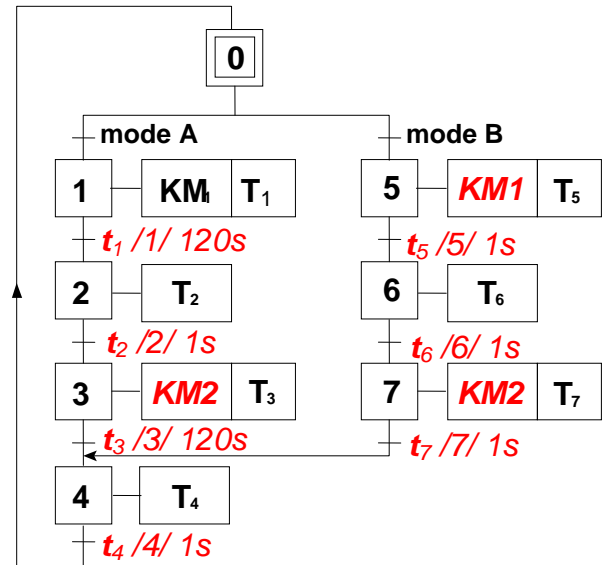 0
mode A mode B
1 KM1 T1 5 KM1 T5
t1 /1/ 120s t5 /5/ 1s
2 T2 6 T6
t2 /2/ 1s t6 /6/ 1s
3 KM2 T3 7 KM2 T7
t3 /3/ 120s t7 /7/ 1s
4 T4
t4 /4/ 1s